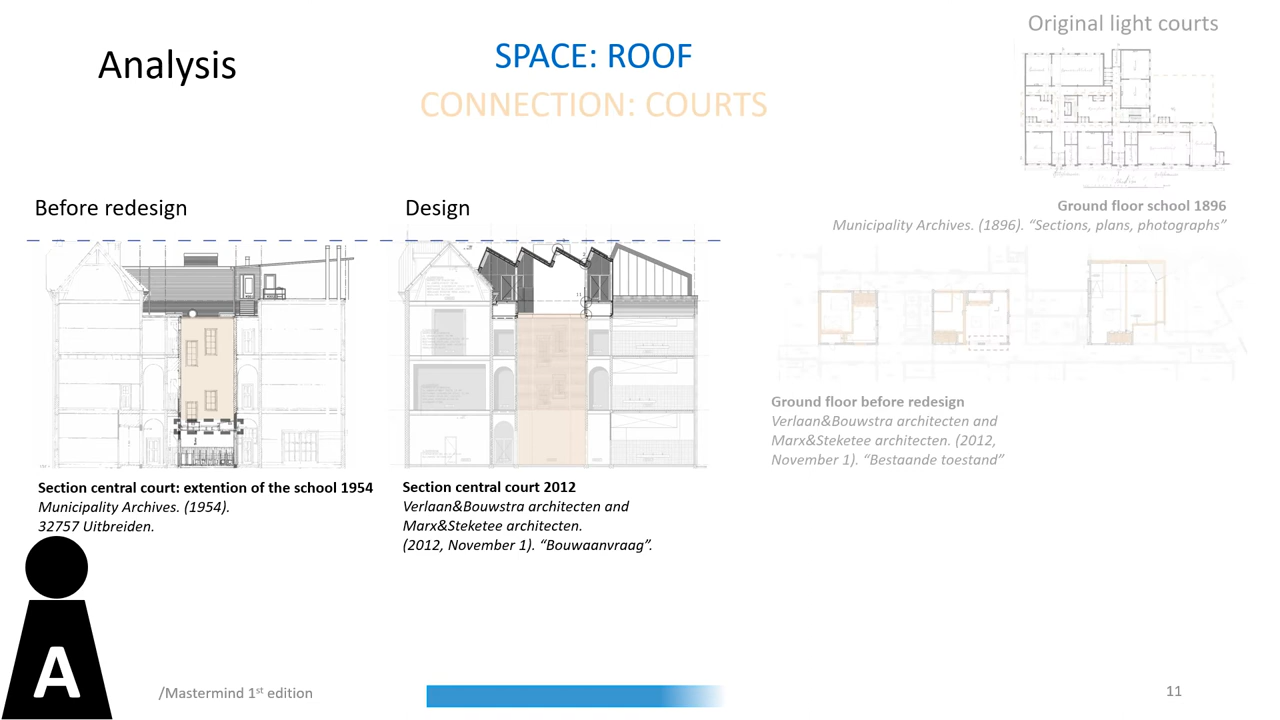 Analysis
SPACE: ROOF
CONNECTION: COURTS
Original light courts
Before redesign
Design
Ground floor school 1896
Municipality Archives. (1896). “Sections, plans, photographs”
Section central court: extention of the school 1954
Municipality Archives. (1954).
32757 Uitbreiden.
Section central court 2012
Verlaan&Bouwstra architecten and
Marx&Steketee architecten.
(2012, November 1). “Bouwaanvraag”.
Ground floor before redesign
Verlaan&Bouwstra architecten and
Marx&Steketee architecten. (2012,
November 1). “Bestaande toestand”
A
/Mastermind 1st edition
11